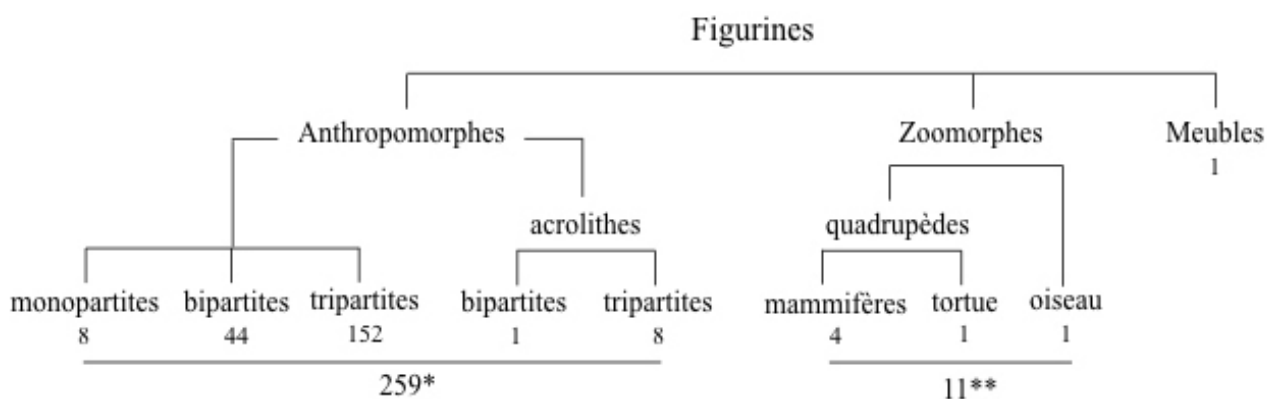 Figurines
Anthropomorphes Zoomorphes Meubles
1
acrolithes quadrupèdes
monopartites bipartites tripartites bipartites tripartites mammifères tortue oiseau
8 44 152 1 8 4 1 1
259* 11**